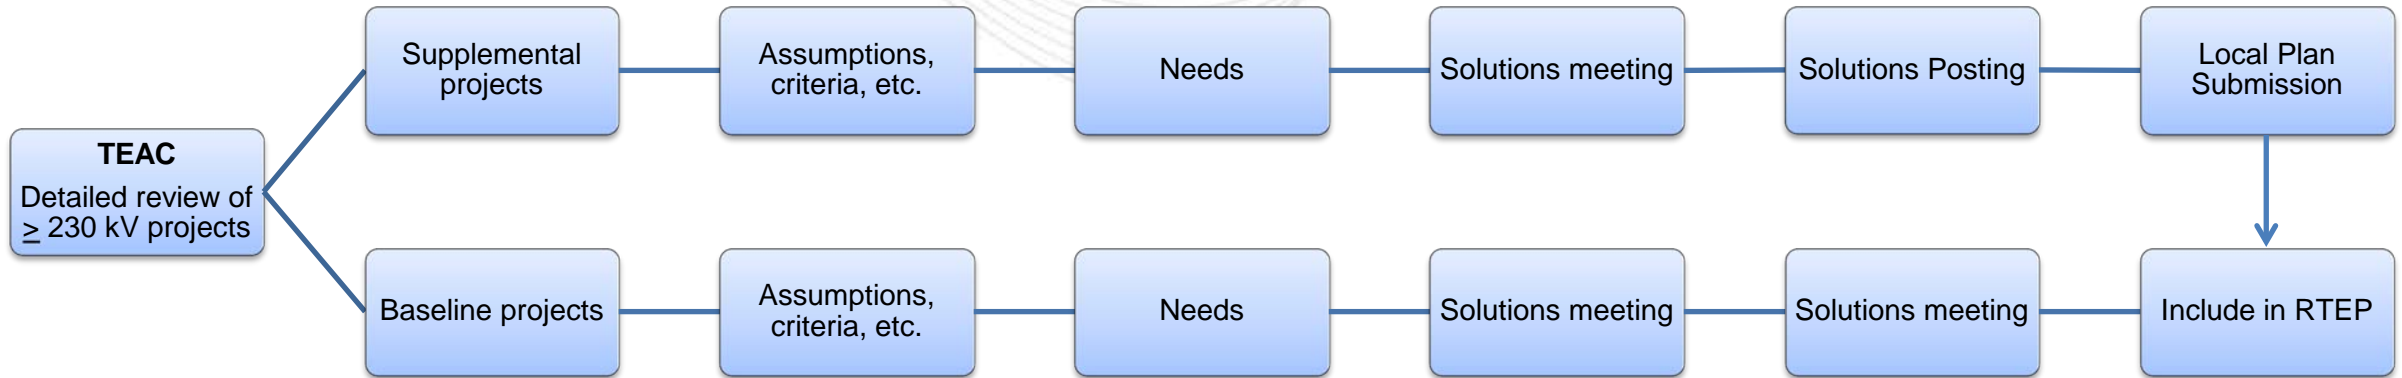 TEAC
Detailed review of
≥ 230 kV projects
Supplemental
projects
Assumptions,
criteria, etc.
Needs
Solutions meeting
Solutions Posting
Local Plan
Submission
Baseline projects
Assumptions,
criteria, etc.
Needs
Solutions meeting
Solutions meeting
Include in RTEP